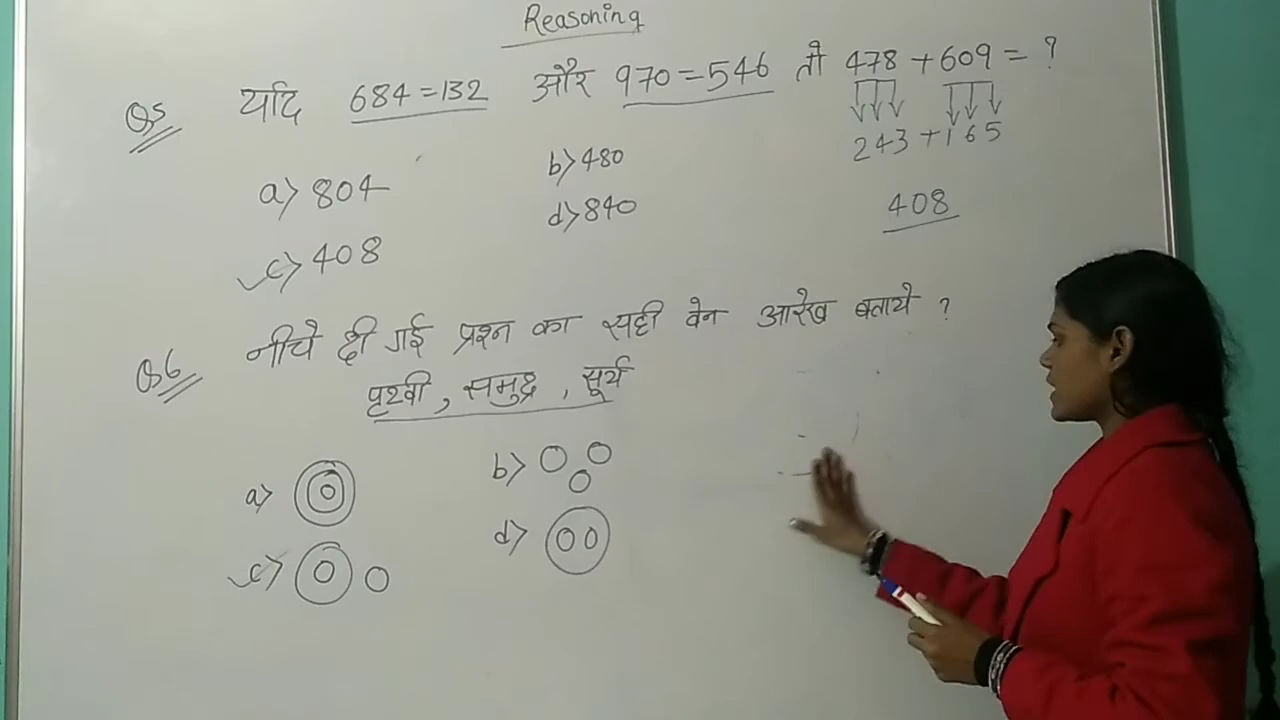 Reasoning
Q5 यदि 684=132 और 970=546 तो 478+609=?
243+165
a> 804 b> 480
c> 408 d> 840
408
Q6 नीचे दी गई प्रश्न का सही वेन आरेख बताये ?
पृथ्वी, समुद्र, सूर्य
a> b>
c> d>